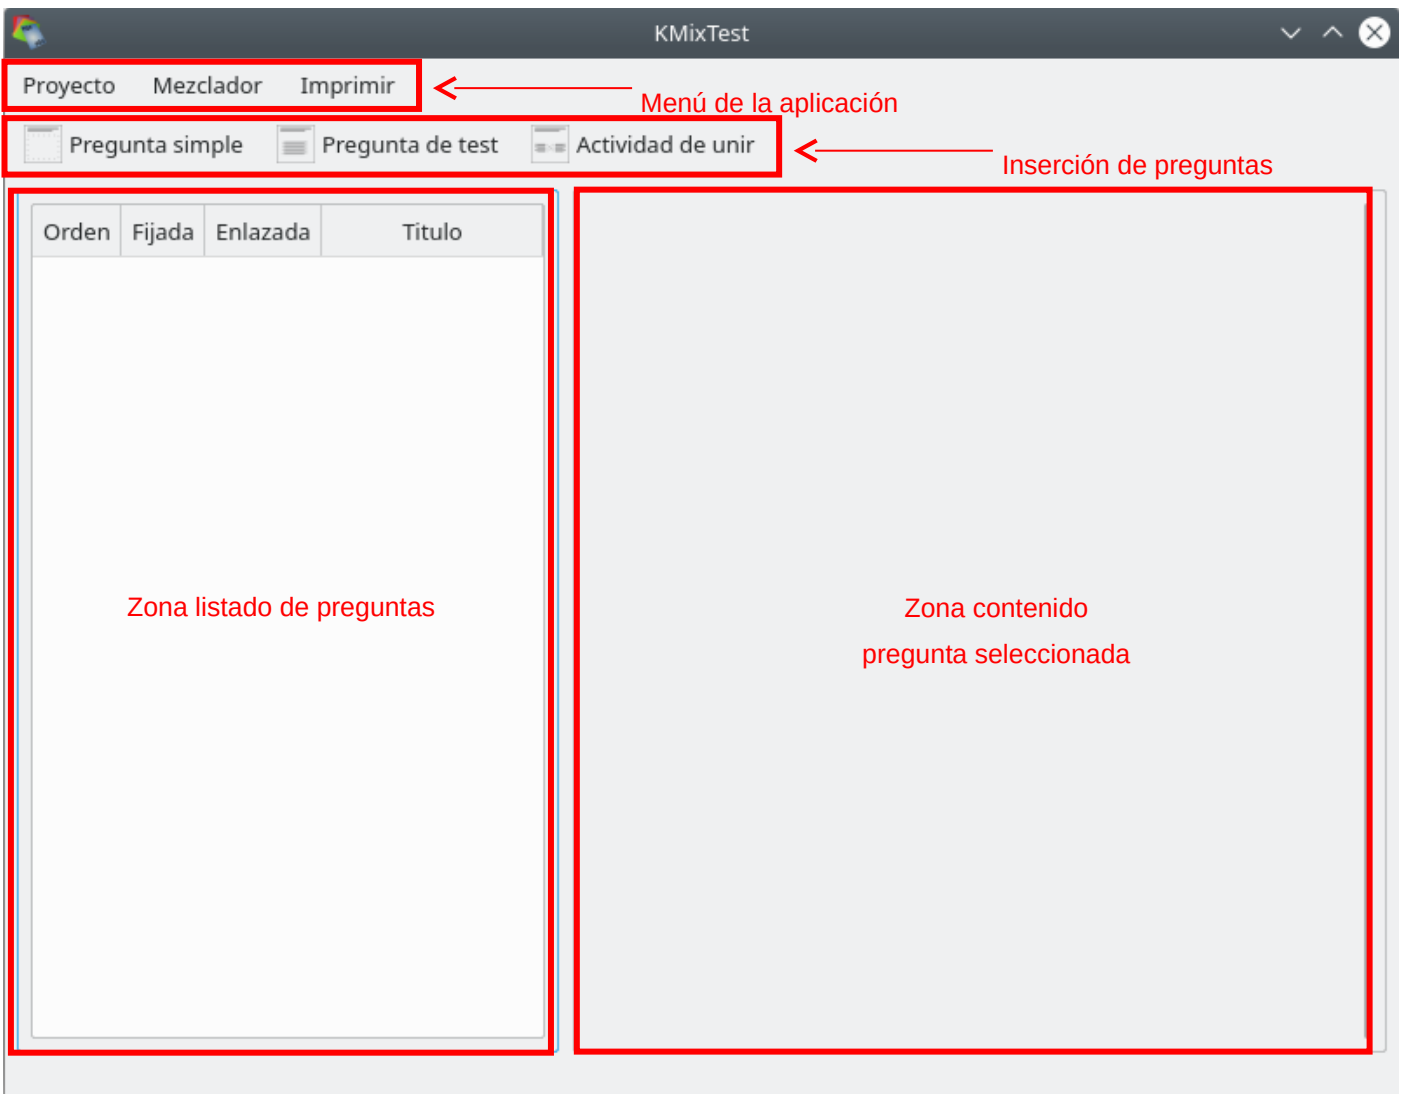 KMixTest
Proyecto Mezclador Imprimir
Menú de la aplicación
Pregunta simple Pregunta de test Actividad de unir
Inserción de preguntas
Orden Fijada Enlazada Titulo
Zona listado de preguntas
Zona contenido
pregunta seleccionada